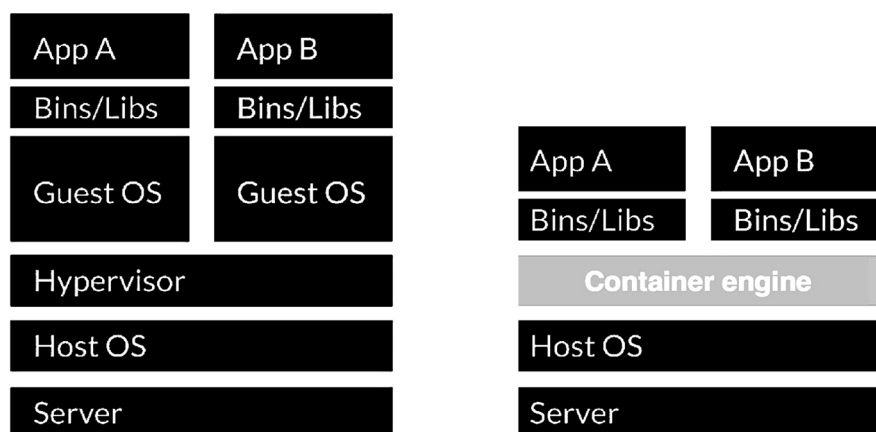 App A
App B
Bins/Libs
Bins/Libs
Guest OS
Guest OS
Hypervisor
Host OS
Server
App A
App B
Bins/Libs
Bins/Libs
Container engine
Host OS
Server